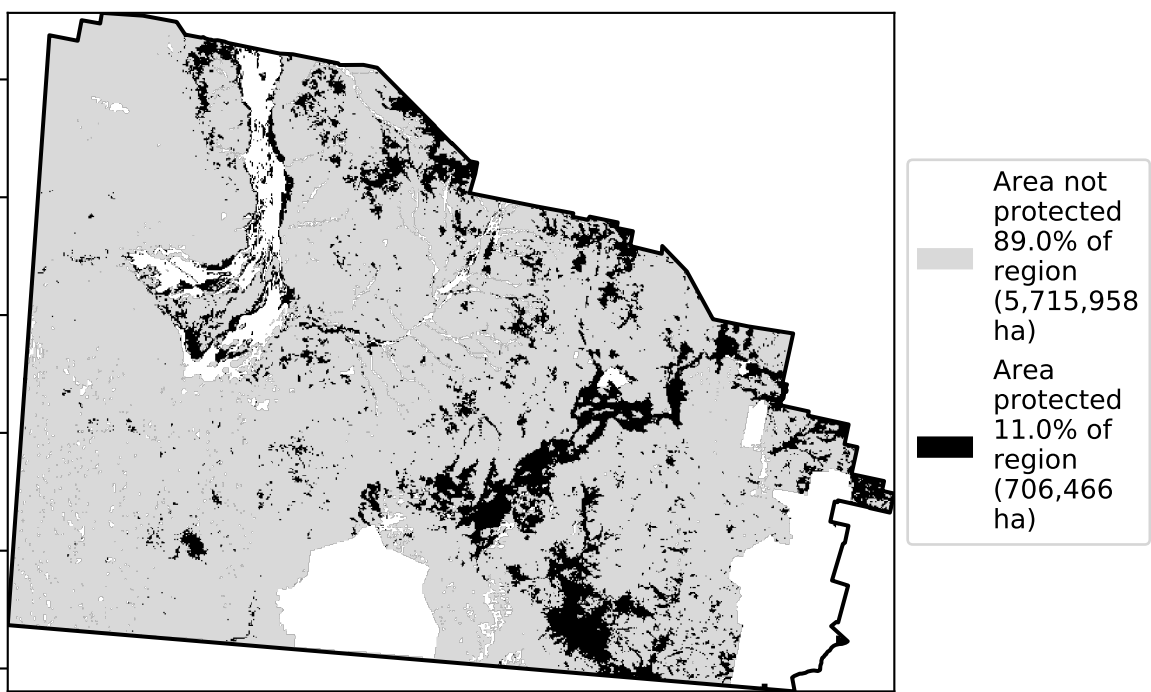 Area not
protected
89.0% of
region
(5,715,958
ha)
Area
protected
11.0% of
region
(706,466
ha)